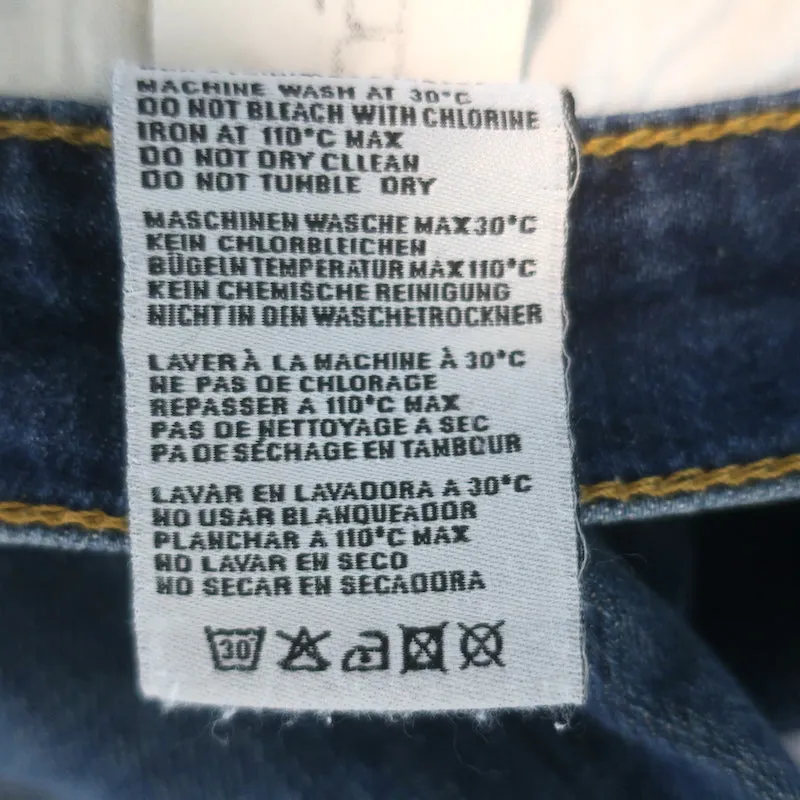 MACHINE WASH AT 30°C
DO NOT BLEACH WITH CHLORINE
IRON AT 110°C MAX
DO NOT DRY CLLEAN
DO NOT TUMBLE DRY
MASCHINEN WASCHE MAX 30°C
KEIN CHLORBLEICHEN
BÜGELN TEMPERATUR MAX 110°C
KEIN CHEMISCHE REINIGUNG
NICHT IN DEN WASCHETROCKNER
LAVER À LA MACHINE À 30°C
NE PAS DE CHLORAGE
REPASSER A 110°C MAX
PAS DE NETTOYAGE A SEC
PA DE SÉCHAGE EN TAMBOUR
LAVAR EN LAVADORA A 30°C
NO USAR BLANQUEADOR
PLANCHAR A 110°C MAX
NO LAVAR EN SECO
NO SECAR EN SECADORA
30°